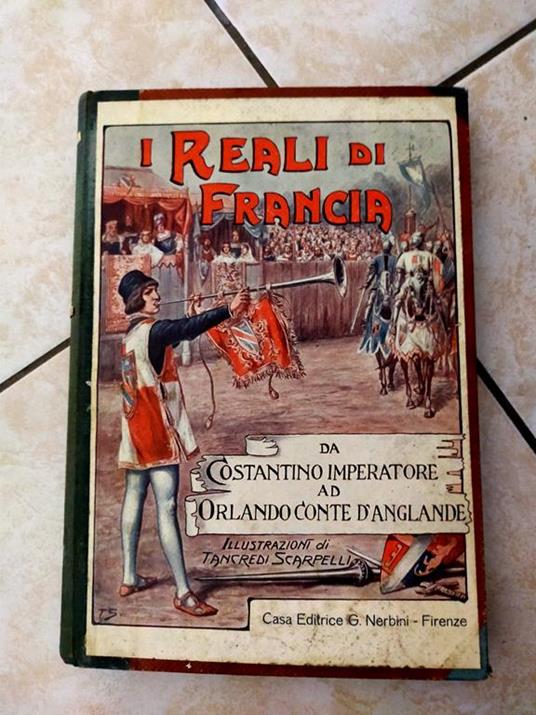 I REALI DI
FRANCIA
DA
COSTANTINO IMPERATORE
AD
ORLANDO CONTE D'ANGLANDE
ILLUSTRAZIONI di
TANCREDI SCARPELLI
TS
Casa Editrice G. Nerbini - Firenze